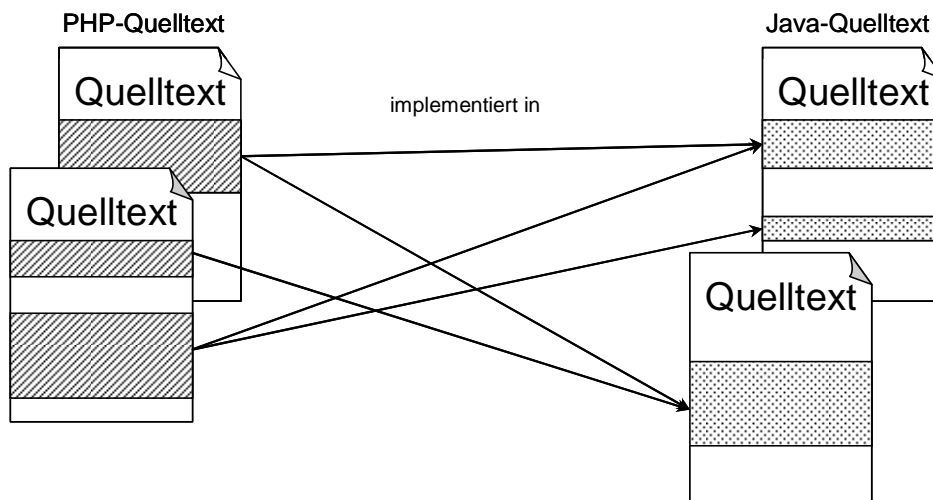 PHP-Quelltext
Java-Quelltext
Quelltext
Quelltext
implementiert in
Quelltext
Quelltext